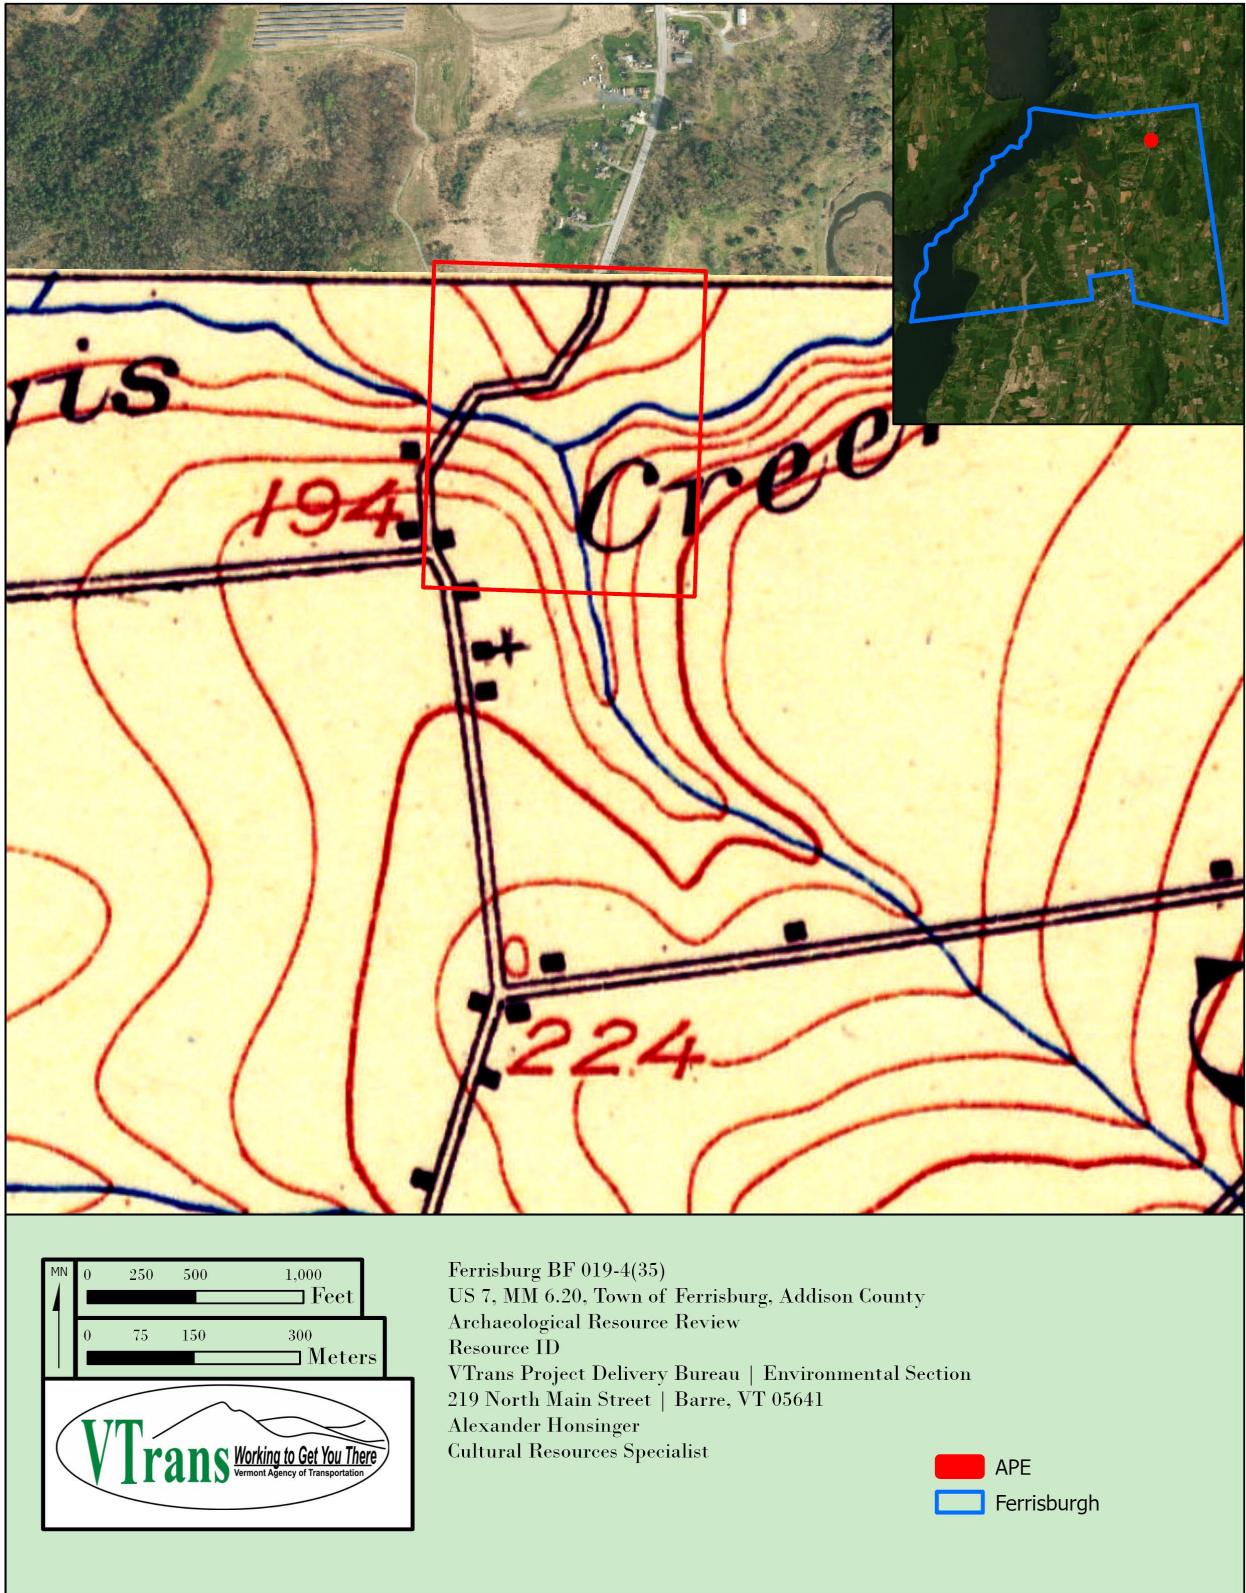 vis
Creek
194
224
MN
0 250 500 1,000
Feet
0 75 150 300
Meters
VTrans
Working to Get You There
Vermont Agency of Transportation
Ferrisburg BF 019-4(35)
US 7, MM 6.20, Town of Ferrisburg, Addison County
Archaeological Resource Review
Resource ID
VTrans Project Delivery Bureau | Environmental Section
219 North Main Street | Barre, VT 05641
Alexander Honsinger
Cultural Resources Specialist
APE
Ferrisburgh